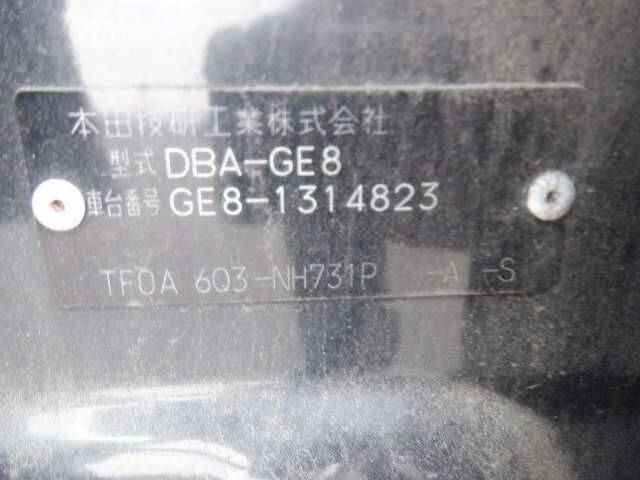 本田技研工業株式会社
型式 DBA-GE8
車台番号 GE8-1314823
TF0A 6Q3-NH731P -A -S